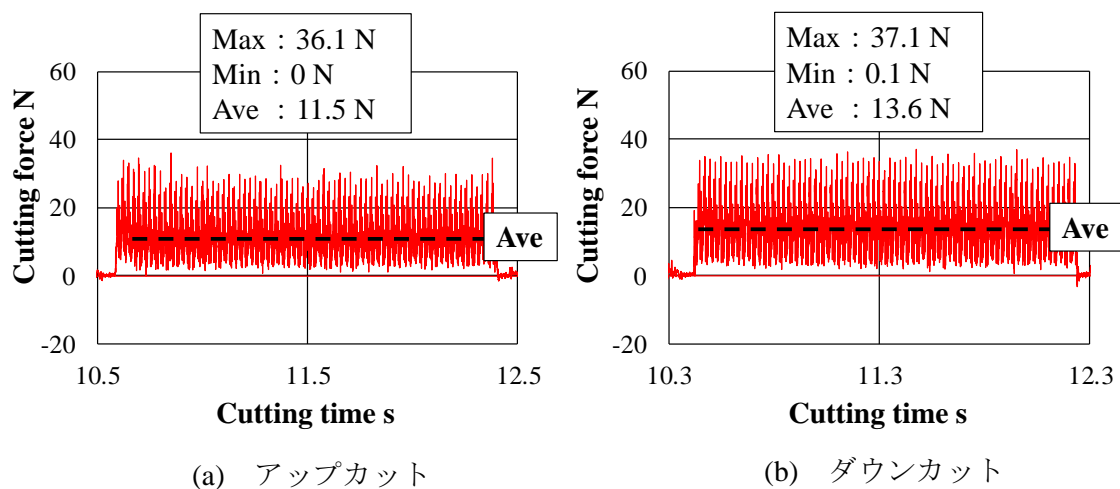 Max：36.1 N
Min：0 N
Ave ：11.5 N
Cutting force N
60
40
20
0
-20
Ave
10.5
11.5
12.5
Cutting time s
(a) アップカット
Max：37.1 N
Min：0.1 N
Ave ：13.6 N
Cutting force N
60
40
20
0
-20
Ave
10.3
11.3
12.3
Cutting time s
(b) ダウンカット